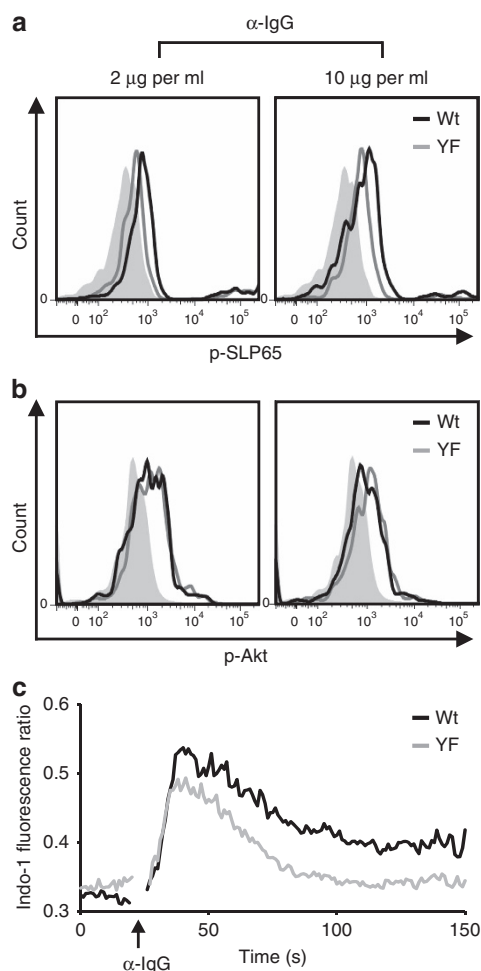 a
α-IgG
2 μg per ml 10 μg per ml
Wt
YF
Count
0
0
0 10² 10³ 10⁴ 10⁵
0 10² 10³ 10⁴ 10⁵
p-SLP65
b
Wt
YF
Count
0
0
0 10² 10³ 10⁴ 10⁵
0 10² 10³ 10⁴ 10⁵
p-Akt
c
Indo-1 fluorescence ratio
0.6
0.5
0.4
0.3
Wt
YF
0 50 100 150
α-IgG
Time (s)